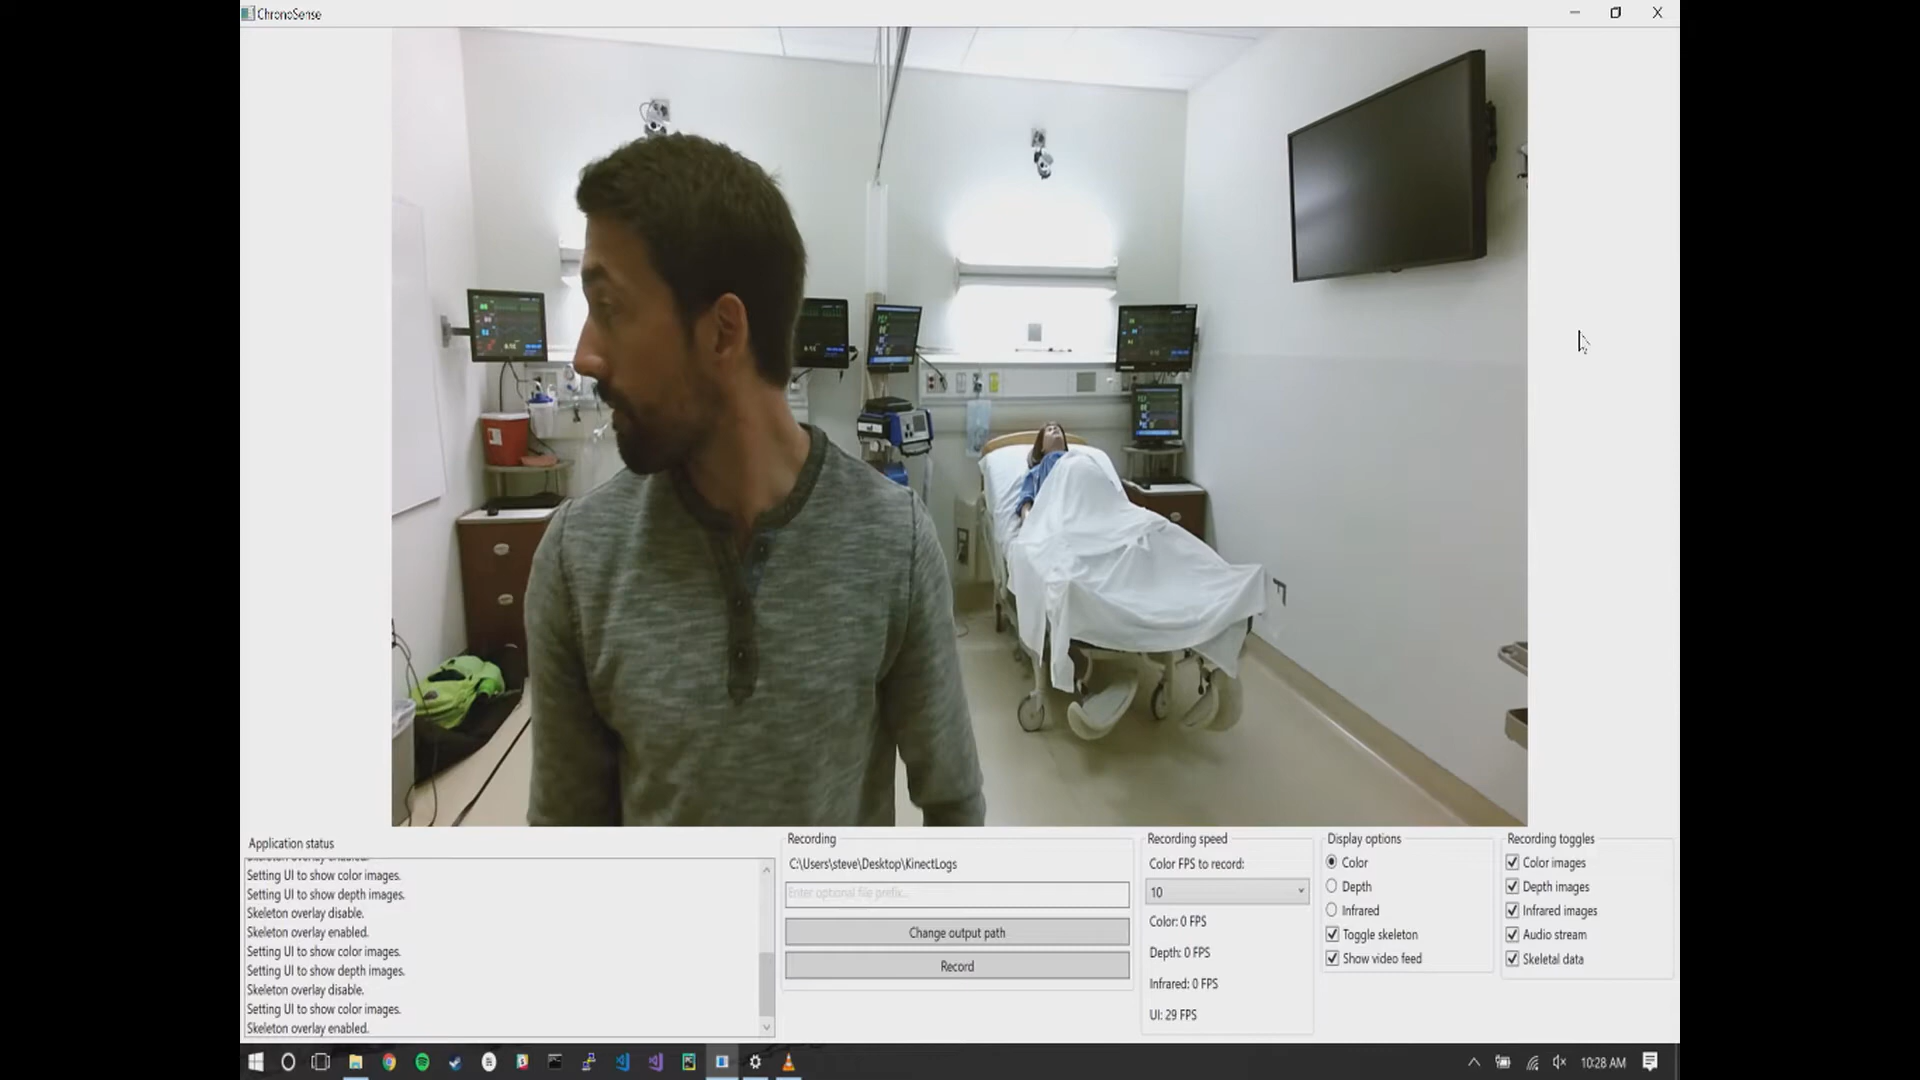 ChronoSense
Application status
Skeleton overlay enabled.
Setting UI to show color images.
Setting UI to show depth images.
Skeleton overlay disable.
Skeleton overlay enabled.
Setting UI to show color images.
Setting UI to show depth images.
Skeleton overlay disable.
Setting UI to show color images.
Skeleton overlay enabled.
Recording
C:\Users\steve\Desktop\KinectLogs
Enter optional file prefix...
Change output path
Record
Recording speed
Color FPS to record:
10
Color: 0 FPS
Depth: 0 FPS
Infrared: 0 FPS
UI: 29 FPS
Display options
Color
Depth
Infrared
Toggle skeleton
Show video feed
Recording toggles
Color images
Depth images
Infrared images
Audio stream
Skeletal data
10:28 AM